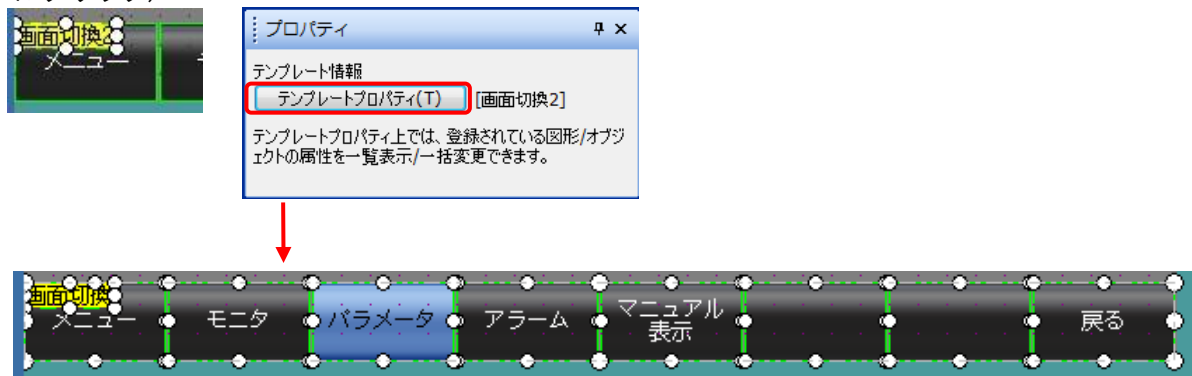 画面切換2
メニュー
プロパティ
テンプレート情報
テンプレートプロパティ(T) [画面切換2]
テンプレートプロパティ上では、登録されている図形/オブジ
ェクトの属性を一覧表示/一括変更できます。
画面切換
メニュー モニタ パラメータ アラーム マニュアル 戻る
表示